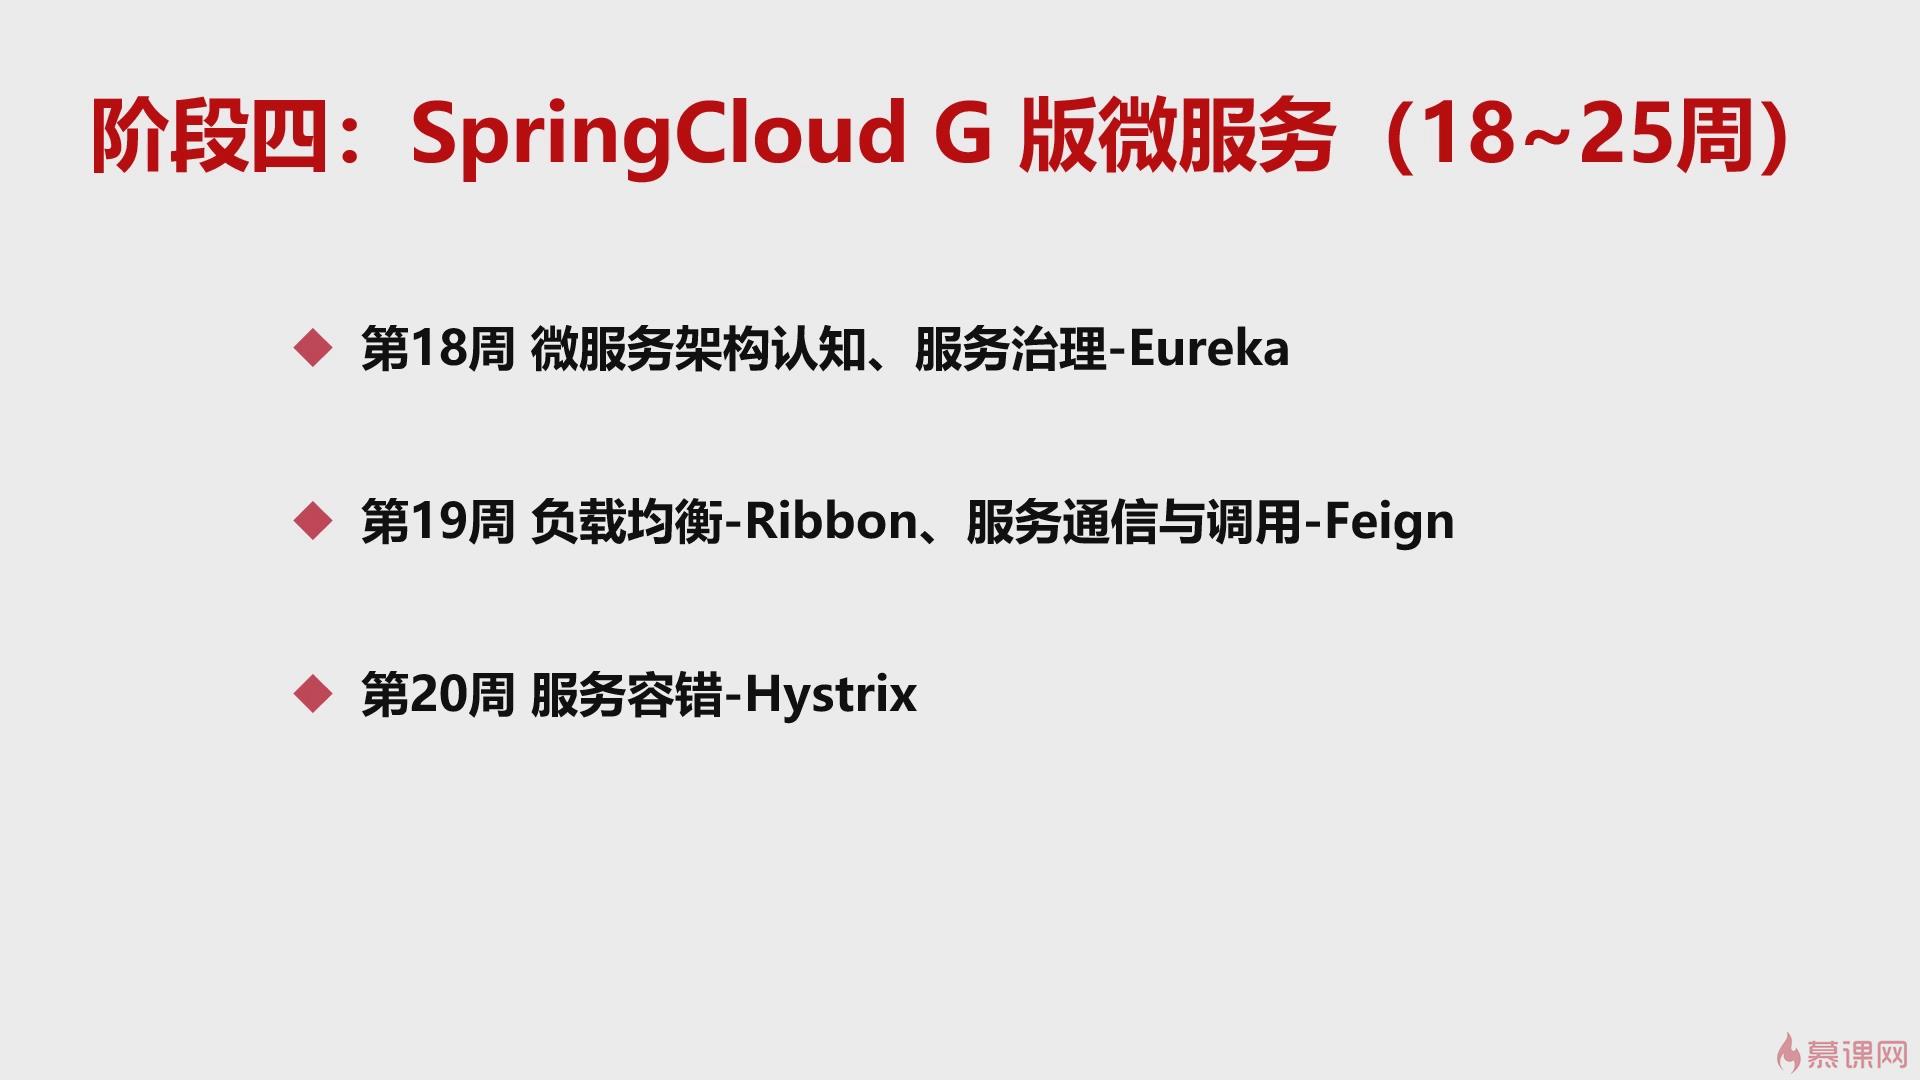 阶段四：SpringCloud G 版微服务（18~25周）
第18周 微服务架构认知、服务治理-Eureka
第19周 负载均衡-Ribbon、服务通信与调用-Feign
第20周 服务容错-Hystrix
慕课网